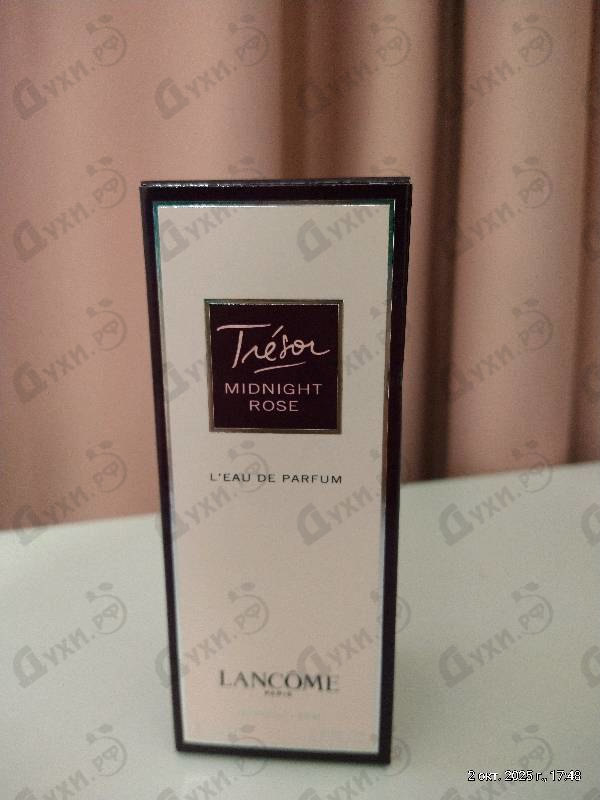 Trésor
MIDNIGHT
ROSE
L'EAU DE PARFUM
LANCÔME
PARIS
Духи.РФ
2 окт. 2025 г., 17:48